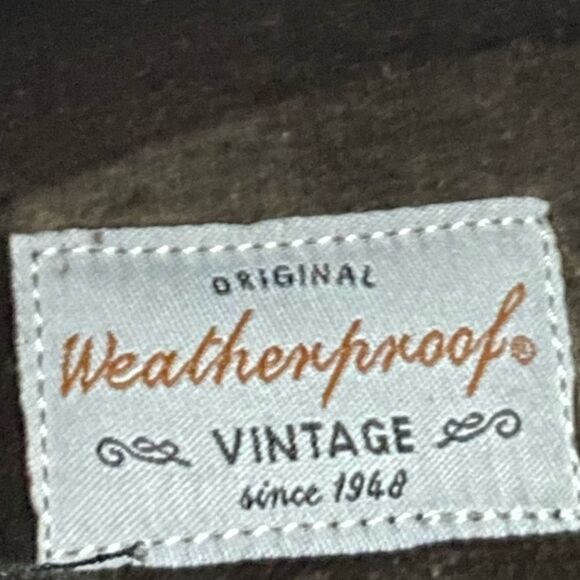 ORIGINAL
Weatherproof®
VINTAGE
since 1948